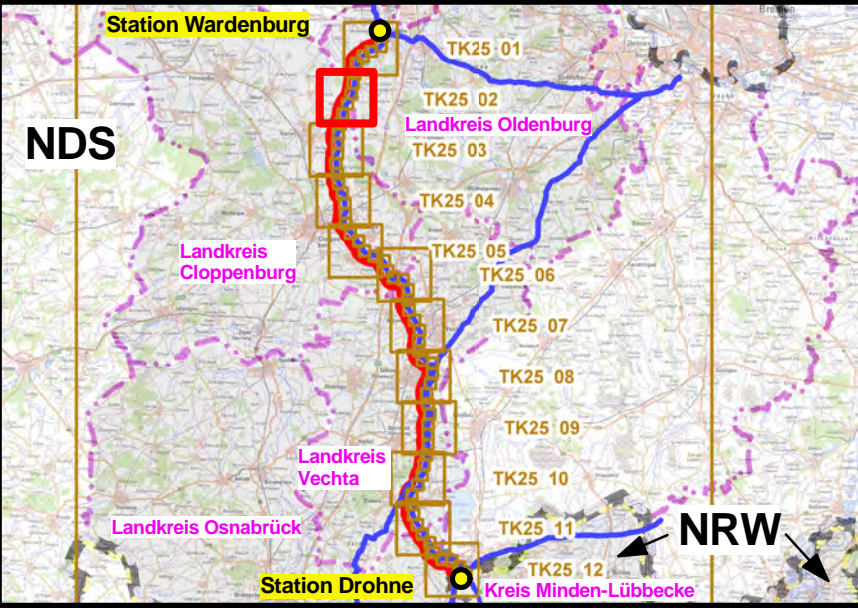 Station Wardenburg
Bremen
TK25 01
TK25 02
NDS
Landkreis Oldenburg
TK25 03
TK25 04
Landkreis
Cloppenburg
TK25 05
TK25 06
TK25 07
TK25 08
TK25 09
Landkreis
Vechta
TK25 10
Landkreis Osnabrück
TK25 11
NRW
TK25 12
Station Drohne
Kreis Minden-Lübbecke